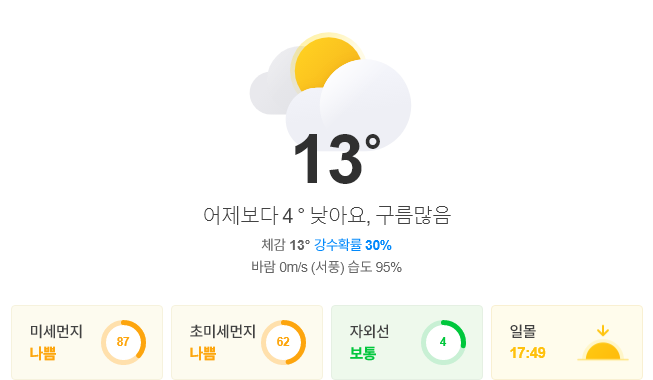 13°
어제보다 4 ° 낮아요, 구름많음
체감 13° 강수확률 30%
바람 0m/s (서풍) 습도 95%
미세먼지
나쁨
87
초미세먼지
나쁨
62
자외선
보통
4
일몰
17:49